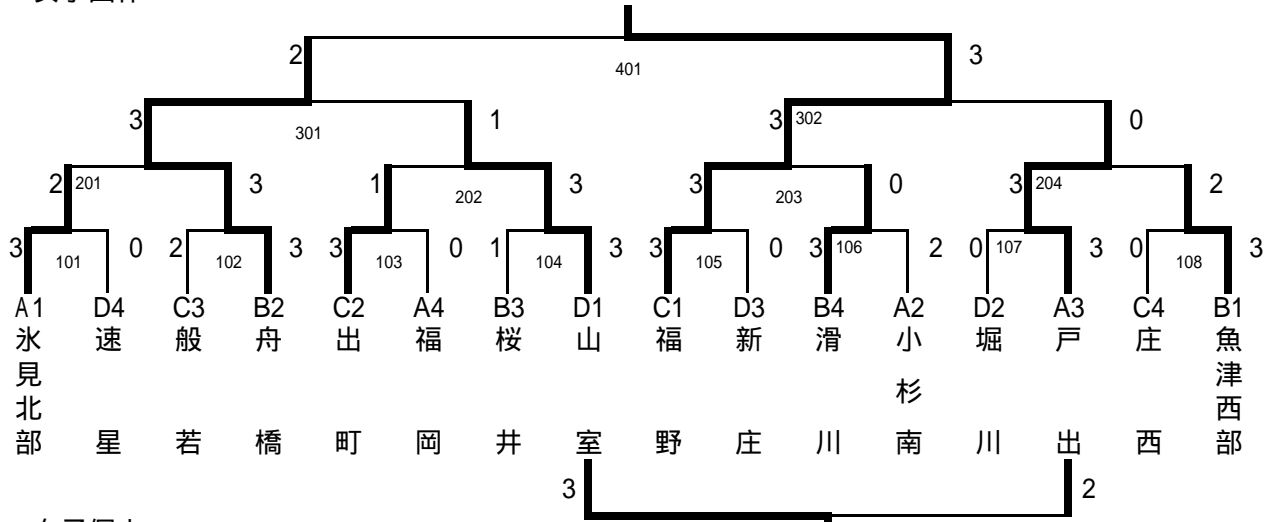 2 3
401
3 1 3 302 0
301
2 201 3 1 3 3 0 3 204 2
202 203
3 0 2 3 3 0 1 3 3 0 3 106 2 0 107 3 0 3
101 102 103 104 105 108
A1 D4 C3 B2 C2 A4 B3 D1 C1 D3 B4 A2 D2 A3 C4 B1
氷見北部 速星 般若 舟橋 出町 福岡 桜井 山室 福野 新庄 滑川 小杉南 堀川 戸出 庄西 魚津西部
3 2